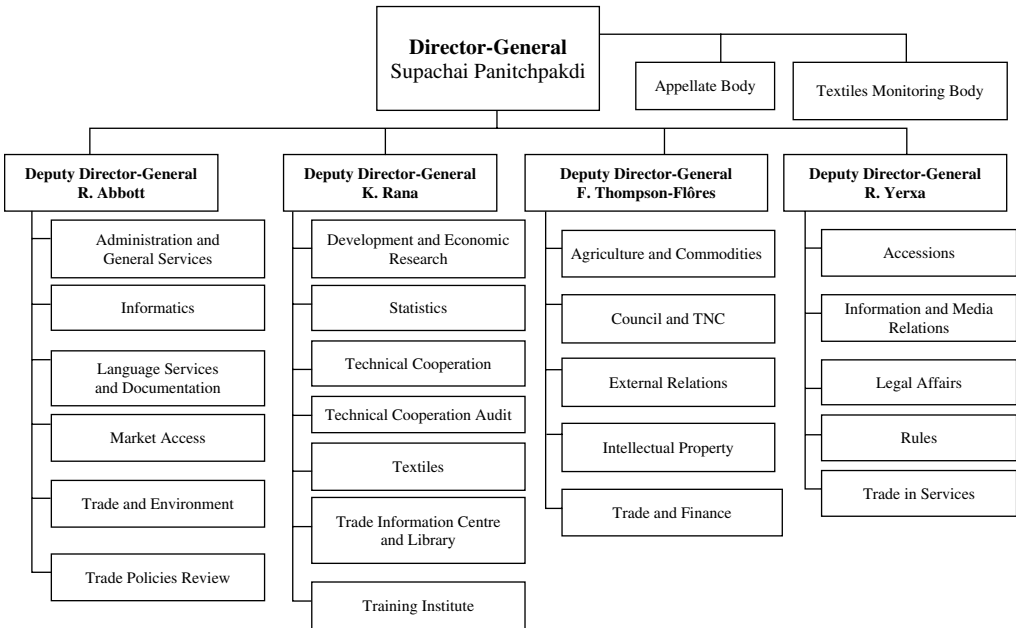 Director-General
Supachai Panitchpakdi
Appellate Body
Textiles Monitoring Body
Deputy Director-General
R. Abbott
Administration and
General Services
Informatics
Language Services
and Documentation
Market Access
Trade and Environment
Trade Policies Review
Deputy Director-General
K. Rana
Development and Economic
Research
Statistics
Technical Cooperation
Technical Cooperation Audit
Textiles
Trade Information Centre
and Library
Training Institute
Deputy Director-General
F. Thompson-Flôres
Agriculture and Commodities
Council and TNC
External Relations
Intellectual Property
Trade and Finance
Deputy Director-General
R. Yerxa
Accessions
Information and Media
Relations
Legal Affairs
Rules
Trade in Services